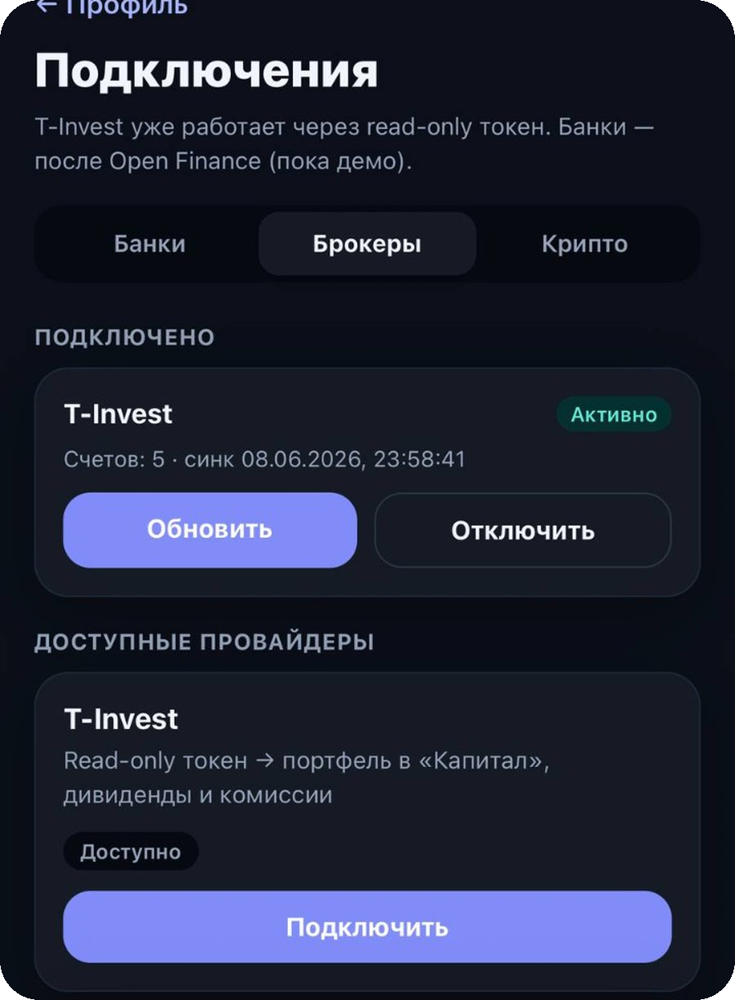 ← Профиль
Подключения
T-Invest уже работает через read-only токен. Банки —
после Open Finance (пока демо).
Банки
Брокеры
Крипто
ПОДКЛЮЧЕНО
T-Invest
Активно
Счетов: 5 · синк 08.06.2026, 23:58:41
Обновить
Отключить
ДОСТУПНЫЕ ПРОВАЙДЕРЫ
T-Invest
Read-only токен → портфель в «Капитал»,
дивиденды и комиссии
Доступно
Подключить